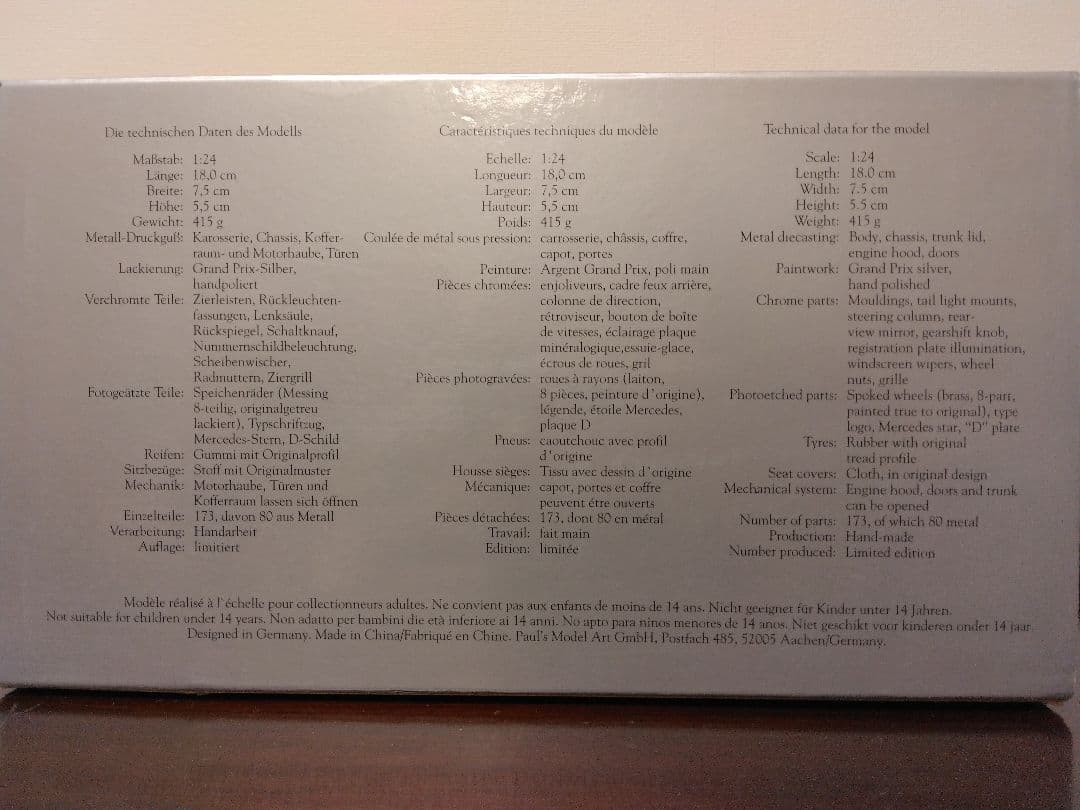 Die technischen Daten des Modells
Maßstab: 1:24
Länge: 18,0 cm
Breite: 7,5 cm
Höhe: 5,5 cm
Gewicht: 415 g
Metall-Druckguß: Karosserie, Chassis, Koffer-
raum- und Motorhaube, Türen
Lackierung: Grand Prix-Silber,
handpoliert
Verchromte Teile: Zierleisten, Rückleuchten-
fassungen, Lenksäule,
Rückspiegel, Schaltknauf,
Nummernschildbeleuchtung,
Scheibenwischer,
Radmuttern, Ziergrill
Fotogeätzte Teile: Speichenräder (Messing
8-teilig, originalgetreu
lackiert), Typschriftzug,
Mercedes-Stern, D-Schild
Reifen: Gummi mit Originalprofil
Sitzbezüge: Stoff mit Originalmuster
Mechanik: Motorhaube, Türen und
Kofferraum lassen sich öffnen
Einzelteile: 173, davon 80 aus Metall
Verarbeitung: Handarbeit
Auflage: limitiert
Caractéristiques techniques du modèle
Echelle: 1:24
Longueur: 18,0 cm
Largeur: 7,5 cm
Hauteur: 5,5 cm
Poids: 415 g
Coulée de métal sous pression: carrosserie, châssis, coffre,
capot, portes
Peinture: Argent Grand Prix, poli main
Pièces chromées: enjoliveurs, cadre feux arrière,
colonne de direction,
rétroviseur, bouton de boîte
de vitesses, éclairage plaque
minéralogique,essuie-glace,
écrous de roues, gril
Pièces photogravées: roues à rayons (laiton,
8 pièces, peinture d'origine),
légende, étoile Mercedes,
plaque D
Pneus: caoutchouc avec profil
d'origine
Housse sièges: Tissu avec dessin d'origine
Mécanique: capot, portes et coffre
peuvent étre ouverts
Pièces détachées: 173, dont 80 en métal
Travail: fait main
Edition: limitée
Technical data for the model
Scale: 1:24
Length: 18.0 cm
Width: 7.5 cm
Height: 5.5 cm
Weight: 415 g
Metal diecasting: Body, chassis, trunk lid,
engine hood, doors
Paintwork: Grand Prix silver,
hand polished
Chrome parts: Mouldings, tail light mounts,
steering column, rear-
view mirror, gearshift knob,
registration plate illumination,
windscreen wipers, wheel
nuts, grille
Photoetched parts: Spoked wheels (brass, 8-part,
painted true to original), type
logo, Mercedes star, "D" plate
Tyres: Rubber with original
tread profile
Seat covers: Cloth, in original design
Mechanical system: Engine hood, doors and trunk
can be opened
Number of parts: 173, of which 80 metal
Production: Hand-made
Number produced: Limited edition
Modèle réalisé à l'échelle pour collectionneurs adultes. Ne convient pas aux enfants de moins de 14 ans. Nicht geeignet für Kinder unter 14 Jahren.
Not suitable for children under 14 years. Non adatto per bambini die età inferiore ai 14 anni. No apto para ninos menores de 14 anos. Niet geschikt voor kinderen onder 14 jaar.
Designed in Germany. Made in China/Fabriqué en Chine. Paul's Model Art GmbH, Postfach 485, 52005 Aachen/Germany.